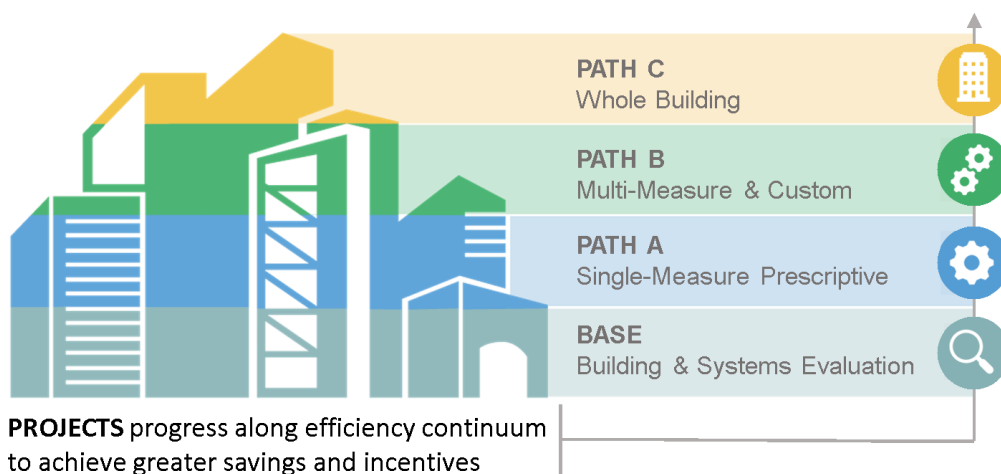 PATH C
Whole Building
PATH B
Multi-Measure & Custom
PATH A
Single-Measure Prescriptive
BASE
Building & Systems Evaluation
PROJECTS progress along efficiency continuum
to achieve greater savings and incentives